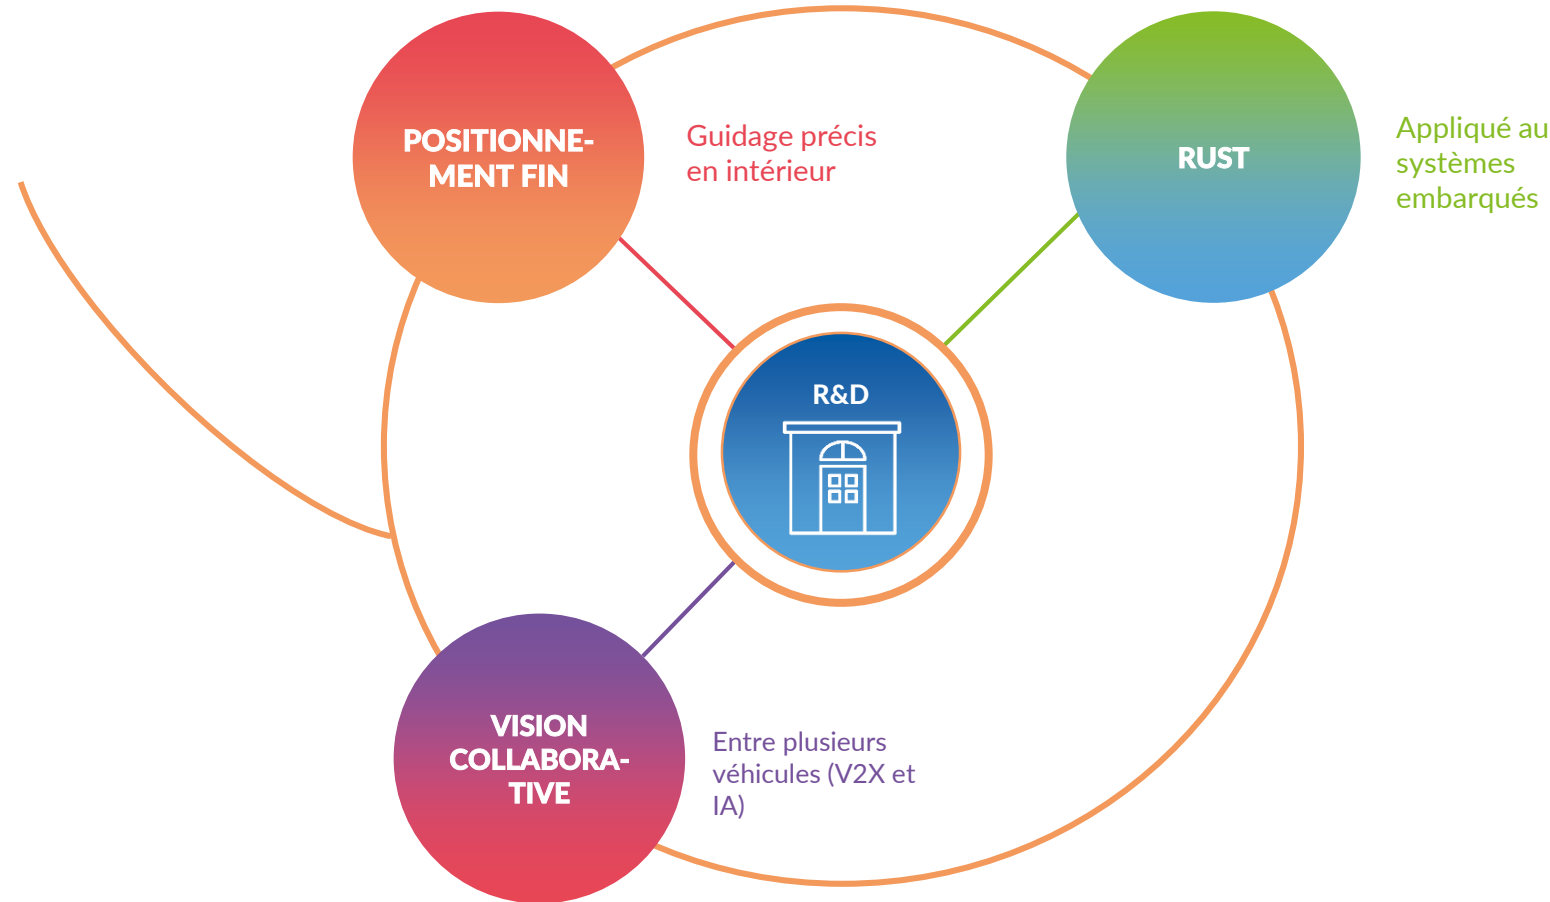 POSITIONNE-
MENT FIN
Guidage précis
en intérieur
RUST
Appliqué au
systèmes
embarqués
R&D
VISION
COLLABORA-
TIVE
Entre plusieurs
véhicules (V2X et
IA)